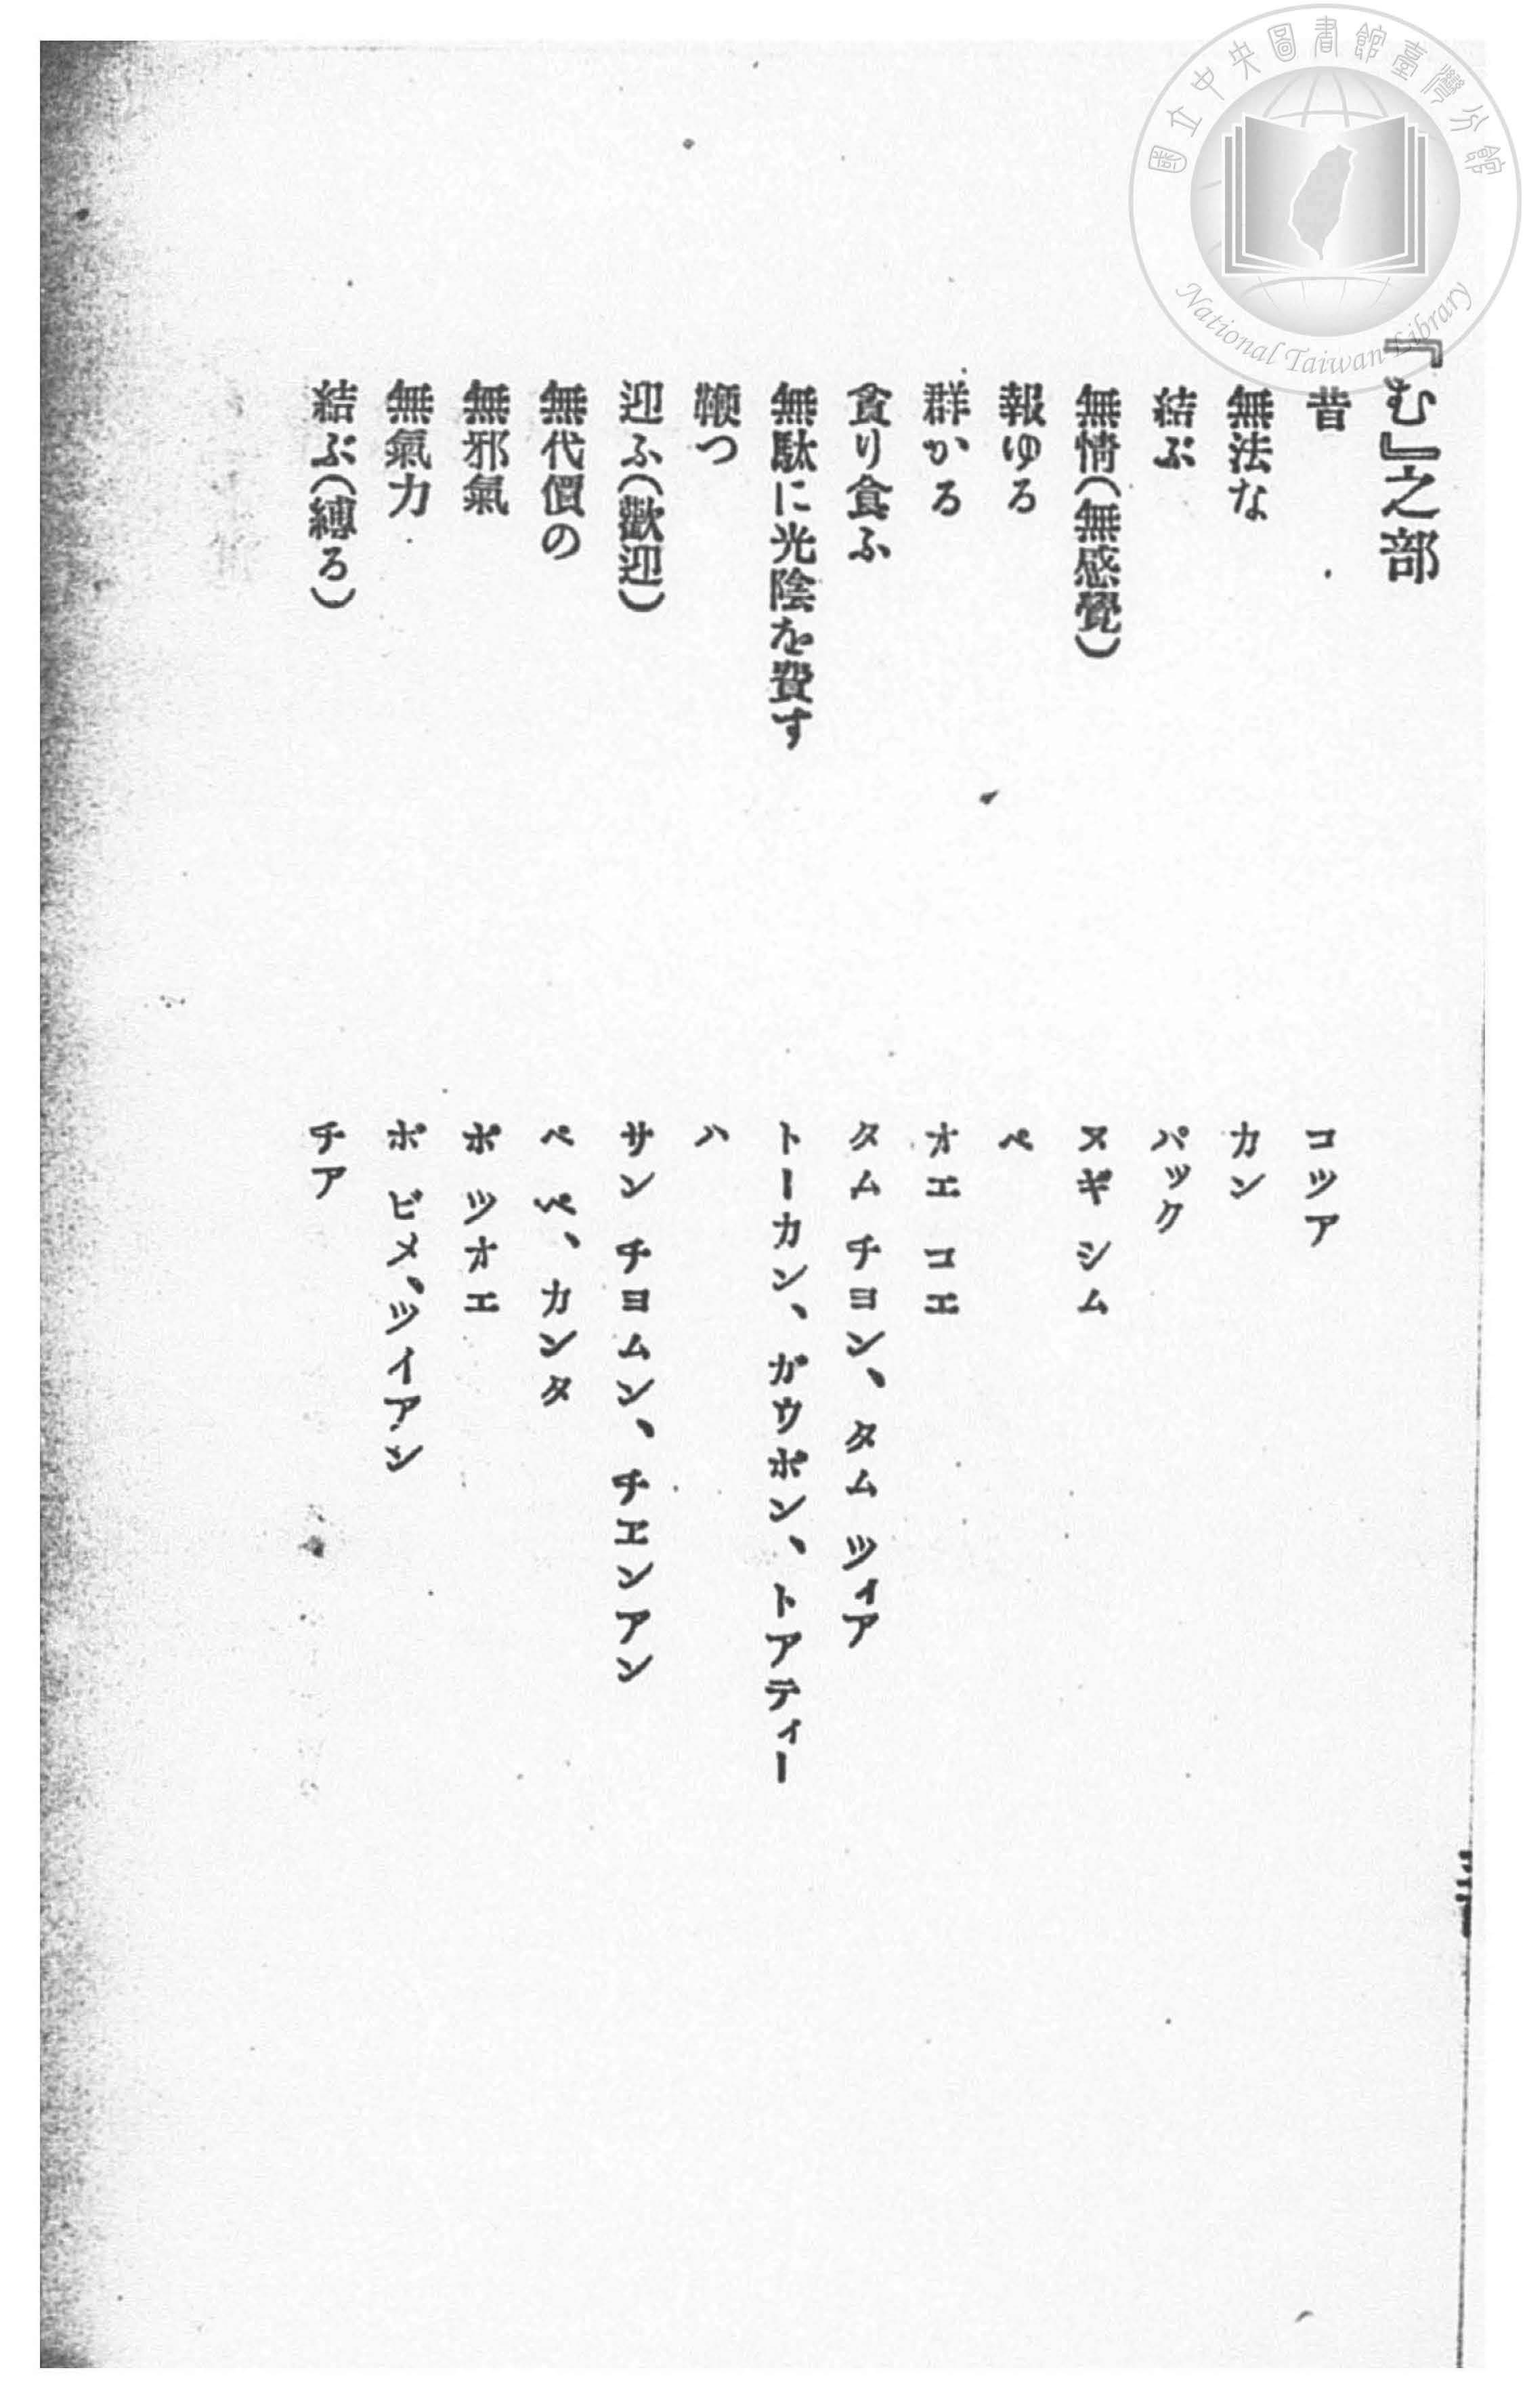 國立中央圖書館臺灣分館
National Taiwan Library
『む』之部
昔 コツア
無法な カン
結ぶ パック
無情(無感覺) ヌギ シム
報ゆる ペ
群かる オエ コエ
貪り食ふ タム チヨン、タム ツィア
無駄に光陰を費す トーカン、ガウポン、トアティー
鞭つ ハ
迎ふ(歡迎) サン チヨムン、チエンアン
無代價の ペ ペ、カンタ
無邪氣 ポ ツオエ
無氣力 ポ ビメ、ツイアン
結ぶ(縛る) チア